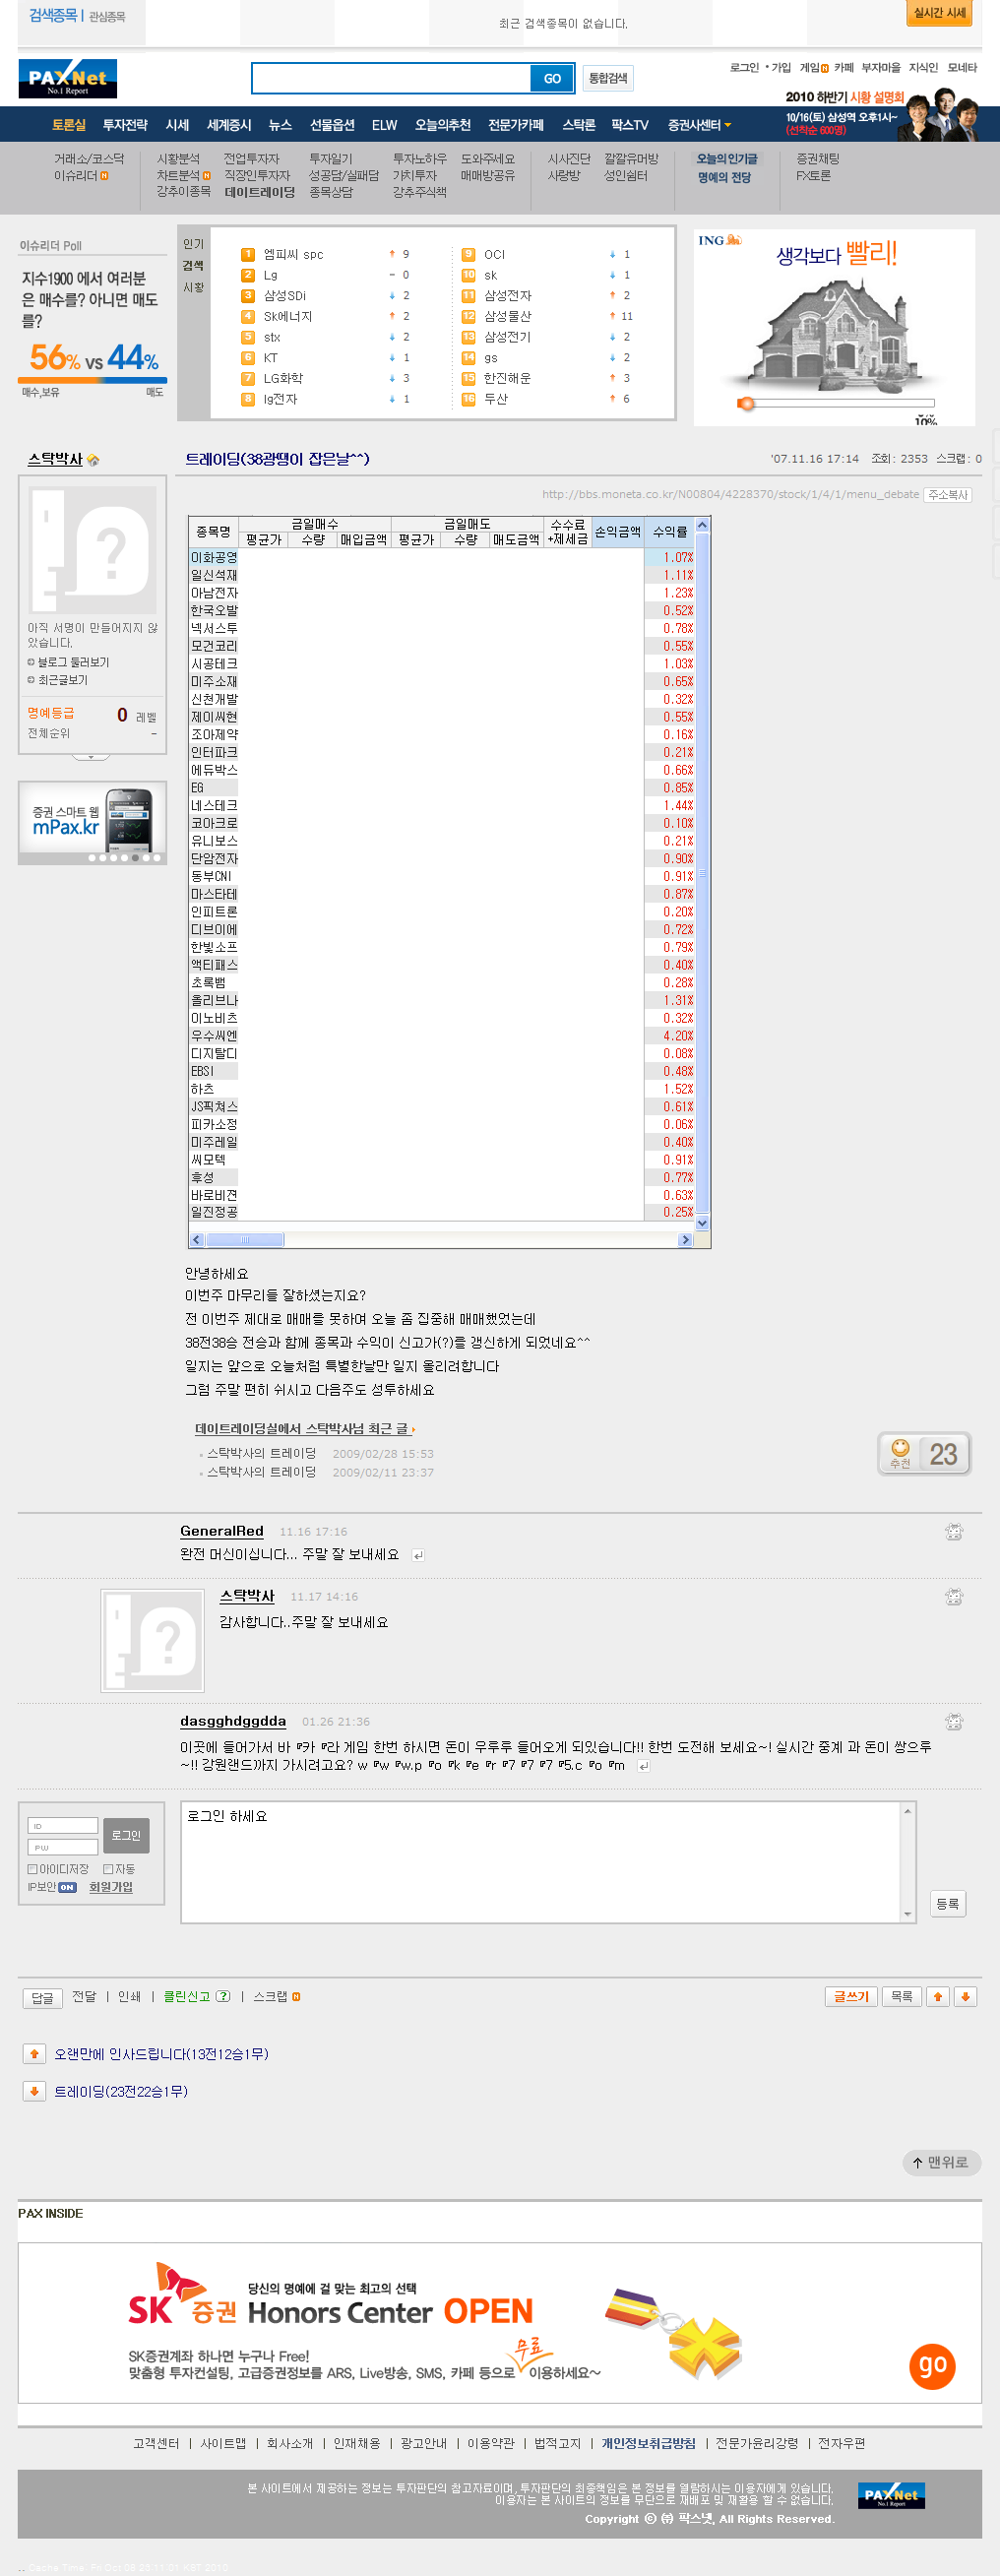 검색종목 | 관심종목
최근 검색종목이 없습니다.
실시간 시세
PAXNet
No.1 Report
GO
통합검색
로그인 • 가입 게임 카페 부자마을 지식인 모네타
2010 하반기 시황 설명회
10/16(토) 삼성역 오후1시~
(선착순 600명)
토론실 투자전략 시세 세계증시 뉴스 선물옵션 ELW 오늘의추천 전문가카페 스탁론 팍스TV 증권사센터
거래소/코스닥 시황분석 전업투자자 투자일기 투자노하우 도와주세요 시사진단 깔깔유머방 오늘의인기글 증권채팅
이슈리더 차트분석 직장인투자자 성공담/실패담 가치투자 매매방공유 사랑방 성인쉼터 명예의 전당 FX토론
강추이종목 데이트레이딩 종목상담 강추주식책
이슈리더 Poll
지수1900 에서 여러분
은 매수를? 아니면 매도
를?
56% vs 44%
매수,보유 매도
인기
검색
시황
1 엠피씨 spc 9
2 Lg 0
3 삼성SDi 2
4 Sk에너지 2
5 stx 2
6 KT 1
7 LG화학 3
8 lg전자 1
9 OCI 1
10 sk 1
11 삼성전자 2
12 삼성물산 11
13 삼성전기 2
14 gs 2
15 한진해운 3
16 두산 6
ING
생각보다 빨리!
10%
스탁박사
트레이딩(38광땡이 잡은날^^)
'07.11.16 17:14 조회: 2353 스크랩: 0
http://bbs.moneta.co.kr/N00804/4228370/stock/1/4/1/menu_debate 주소복사
아직 서명이 만들어지지 않
았습니다.
블로그 둘러보기
최근글보기
명예등급 0 레벨
전체순위 -
증권 스마트 웹
mPax.kr
종목명 금일매수 금일매도 수수료 +제세금 손익금액 수익률
평균가 수량 매입금액 평균가 수량 매도금액
이화공영 1.07%
일신석재 1.11%
아남전자 1.23%
한국오발 0.52%
넥서스투 0.78%
모건코리 0.55%
시공테크 1.03%
미주소재 0.65%
신천개발 0.32%
제이씨현 0.55%
조아제약 0.16%
인터파크 0.21%
에듀박스 0.66%
EG 0.85%
네스테크 1.44%
코아크로 0.10%
유니보스 0.21%
단암전자 0.90%
동부CNI 0.91%
마스타테 0.87%
인피트론 0.20%
디브이에 0.72%
한빛소프 0.79%
액티패스 0.40%
초록뱀 0.28%
올리브나 1.31%
이노비츠 0.32%
우수씨엔 4.20%
디지탈디 0.08%
EBSI 0.48%
하츠 1.52%
JS픽쳐스 0.61%
피카소정 0.06%
미주레일 0.40%
씨모텍 0.91%
후성 0.77%
바로비젼 0.63%
일진정공 0.25%
안녕하세요
이번주 마무리들 잘하셨는지요?
전 이번주 제대로 매매를 못하여 오늘 좀 집중해 매매했었는데
38전38승 전승과 함께 종목과 수익이 신고가(?)를 갱신하게 되었네요^^
일지는 앞으로 오늘처럼 특별한날만 일지 올리려합니다
그럼 주말 편히 쉬시고 다음주도 성투하세요
데이트레이딩실에서 스탁박사님 최근 글
스탁박사의 트레이딩 2009/02/28 15:53
스탁박사의 트레이딩 2009/02/11 23:37
추천 23
GeneralRed 11.16 17:16
완전 머신이십니다... 주말 잘 보내세요
스탁박사 11.17 14:16
감사합니다..주말 잘 보내세요
dasgghdggdda 01.26 21:36
이곳에 들어가서 바『카『라 게임 한번 하시면 돈이 우루루 들어오게 되있습니다!! 한번 도전해 보세요~! 실시간 중계 과 돈이 쌍으루
~!! 강원랜드까지 가시려고요? w『w『w.p『o『k『e『r『7『7『7『5.c『o『m
ID
PW
로그인
아이디저장 자동
IP보안 ON 회원가입
로그인 하세요
등록
답글 전달 | 인쇄 | 클린신고 ? | 스크랩
글쓰기 목록
오랜만에 인사드립니다(13전12승1무)
트레이딩(23전22승1무)
맨위로
PAX INSIDE
SK증권
당신의 명예에 걸 맞는 최고의 선택
Honors Center OPEN
SK증권계좌 하나면 누구나 Free!
무료
맞춤형 투자컨설팅, 고급증권정보를 ARS, Live방송, SMS, 카페 등으로 이용하세요~
go
고객센터 | 사이트맵 | 회사소개 | 인재채용 | 광고안내 | 이용약관 | 법적고지 | 개인정보취급방침 | 전문가윤리강령 | 전자우편
본 사이트에서 제공하는 정보는 투자판단의 참고자료이며, 투자판단의 최종책임은 본 정보를 열람하시는 이용자에게 있습니다.
이용자는 본 사이트의 정보를 무단으로 재배포 및 재활용 할 수 없습니다.
Copyright ⓒ ㈜ 팍스넷, All Rights Reserved.
PAXNet
No.1 Report